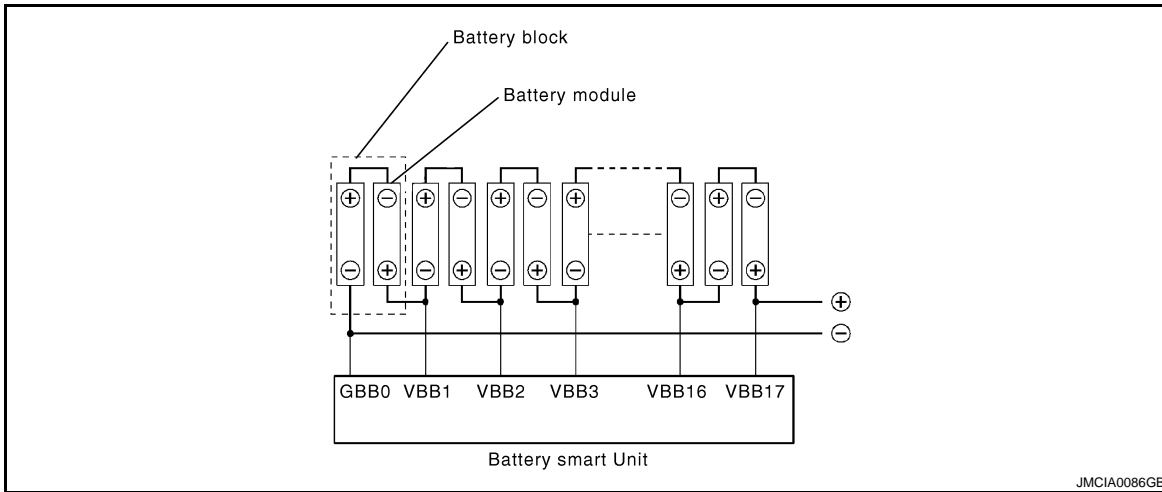 Battery block
Battery module
+ − + − + − + − + −
− + − + − + − + − +
+
−
GBB0 VBB1 VBB2 VBB3 VBB16 VBB17
Battery smart Unit
JMCIA0086GB